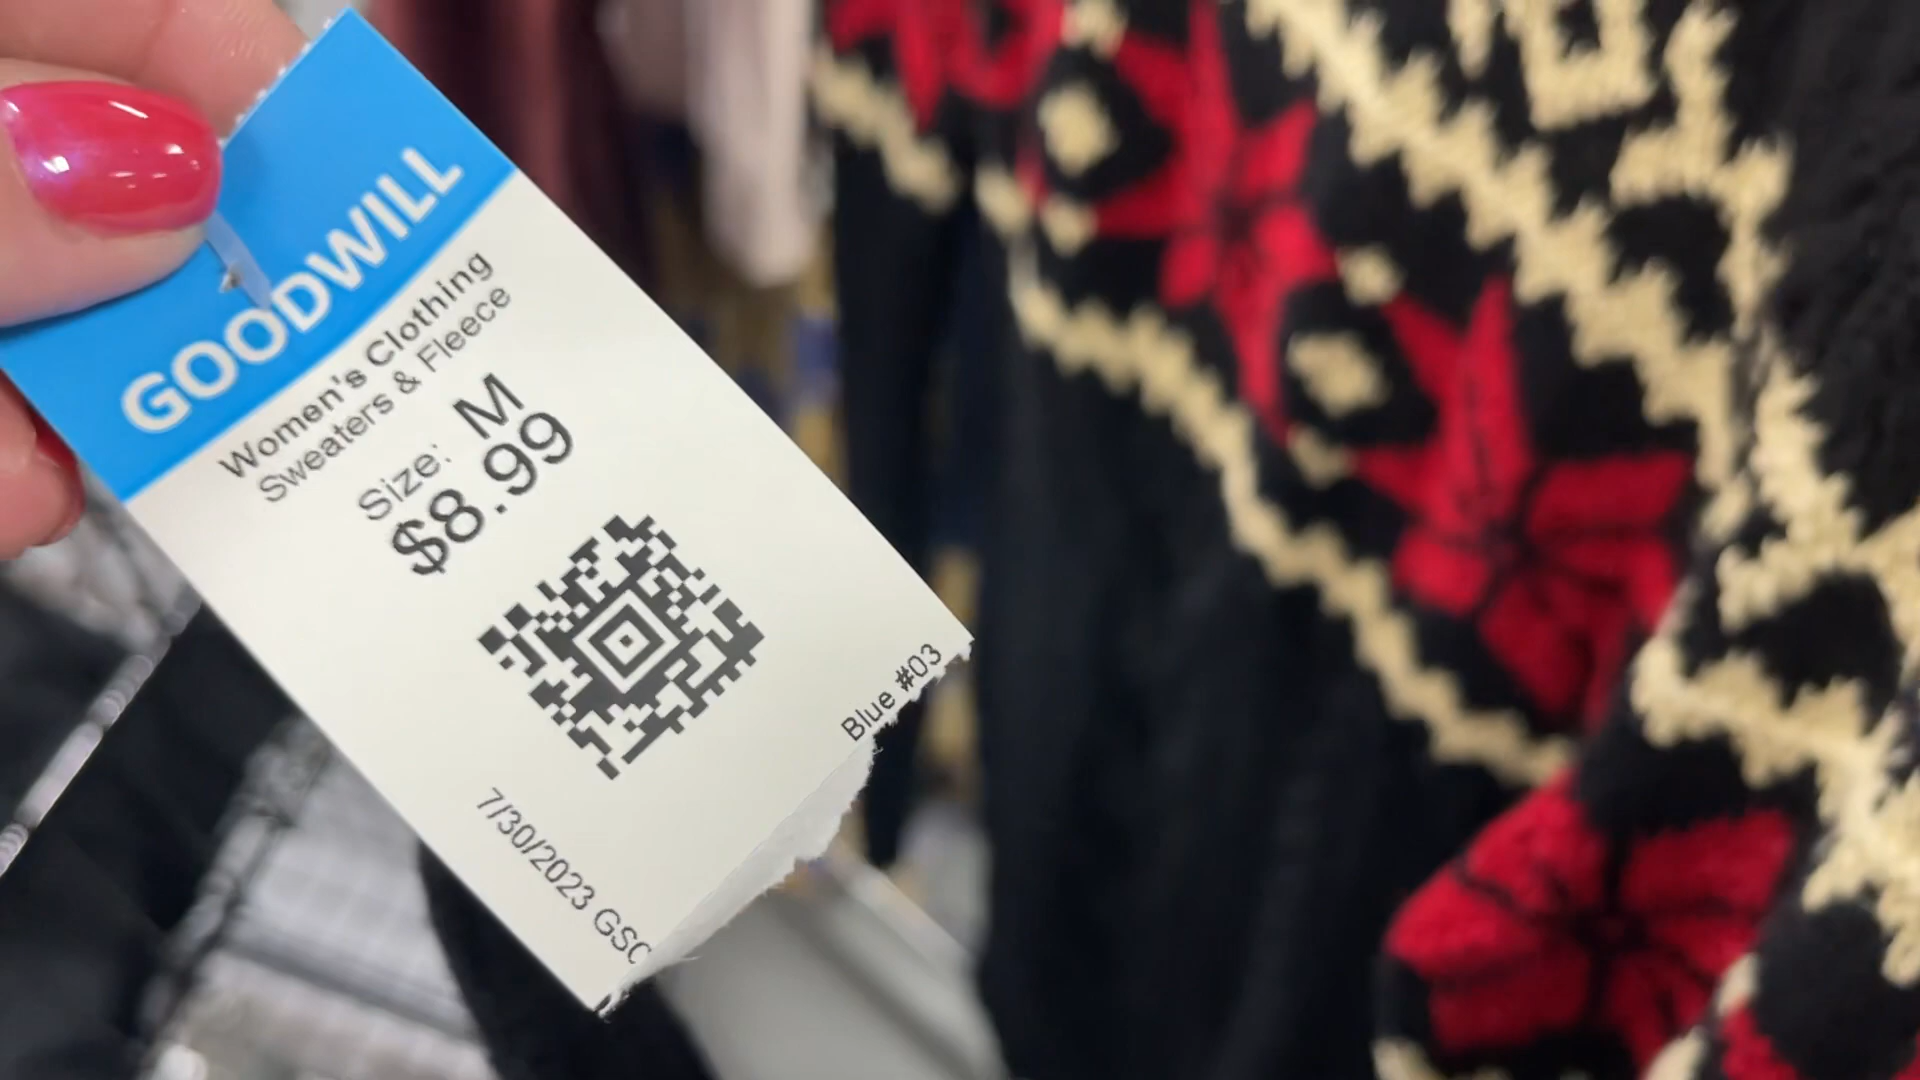 GOODWILL
Women's Clothing
Sweaters & Fleece
Size: M
$8.99
Blue #03
7/30/2023 GSC